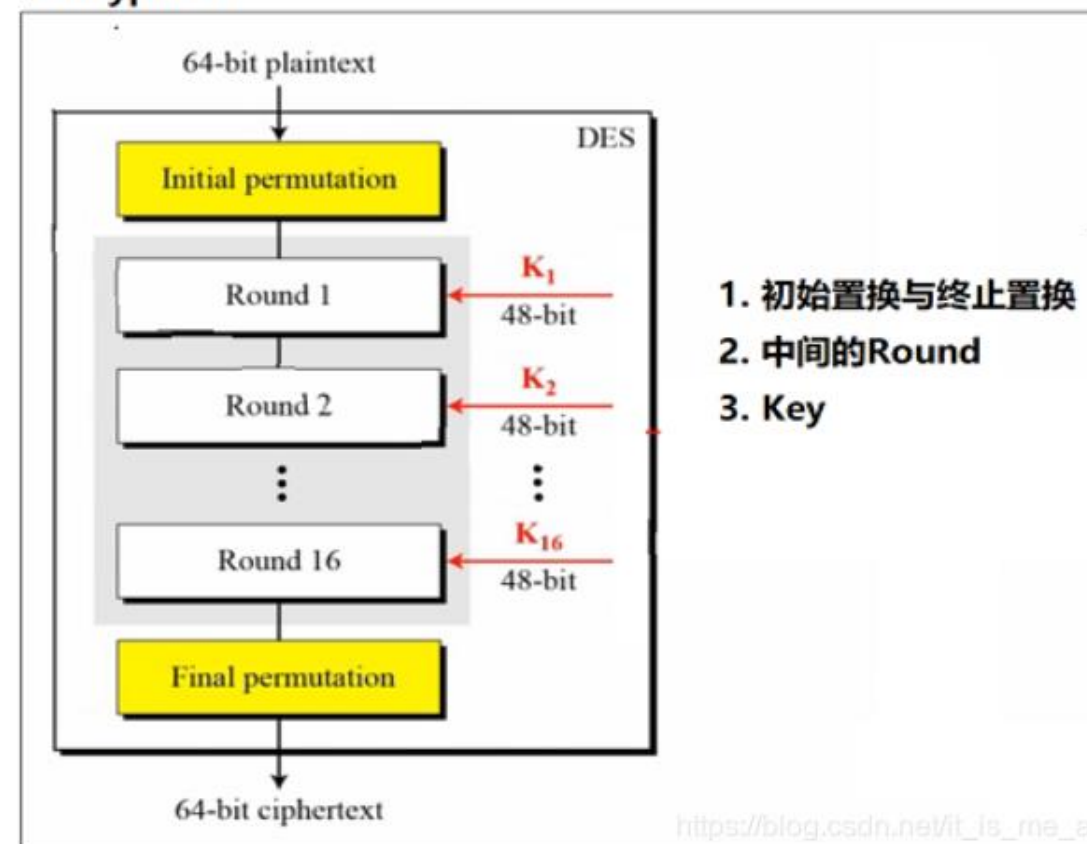 64-bit plaintext
DES
Initial permutation
Round 1
K1
48-bit
Round 2
K2
48-bit
Round 16
K16
48-bit
Final permutation
64-bit ciphertext
1. 初始置换与终止置换
2. 中间的Round
3. Key
https://blog.csdn.net/it_is_me_a